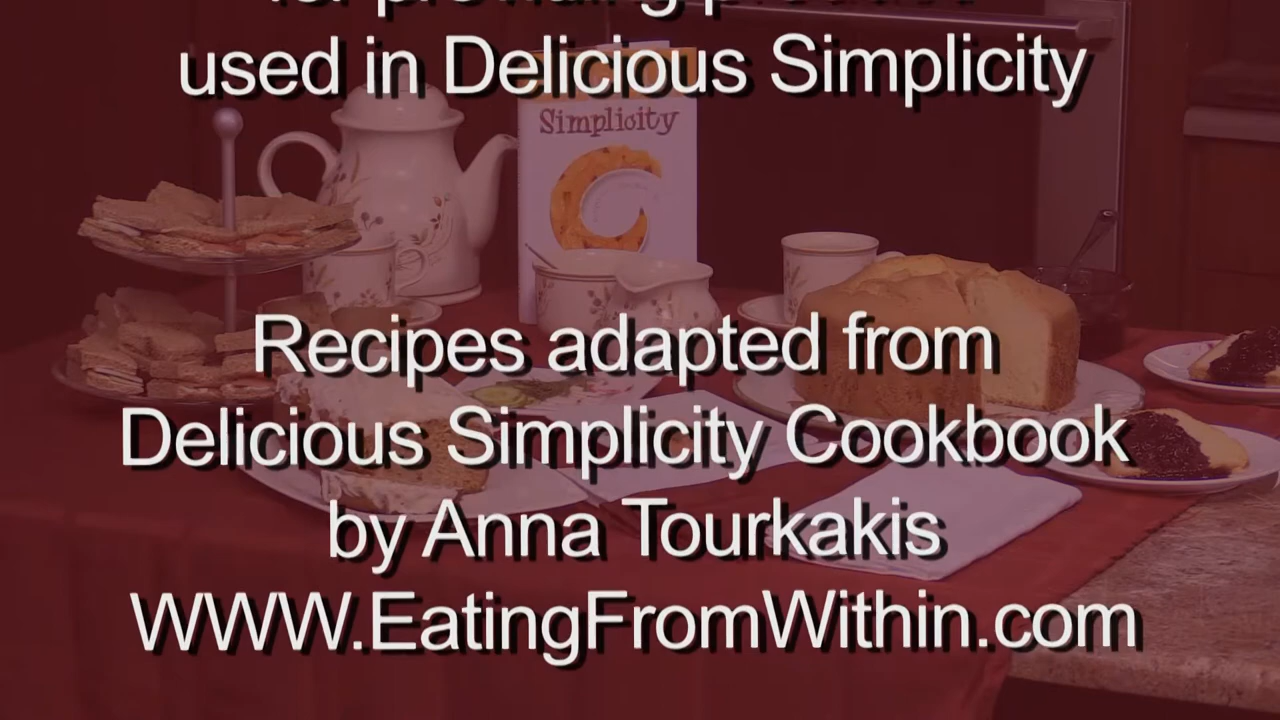 used in Delicious Simplicity
Simplicity
Recipes adapted from
Delicious Simplicity Cookbook
by Anna Tourkakis
WWW.EatingFromWithin.com